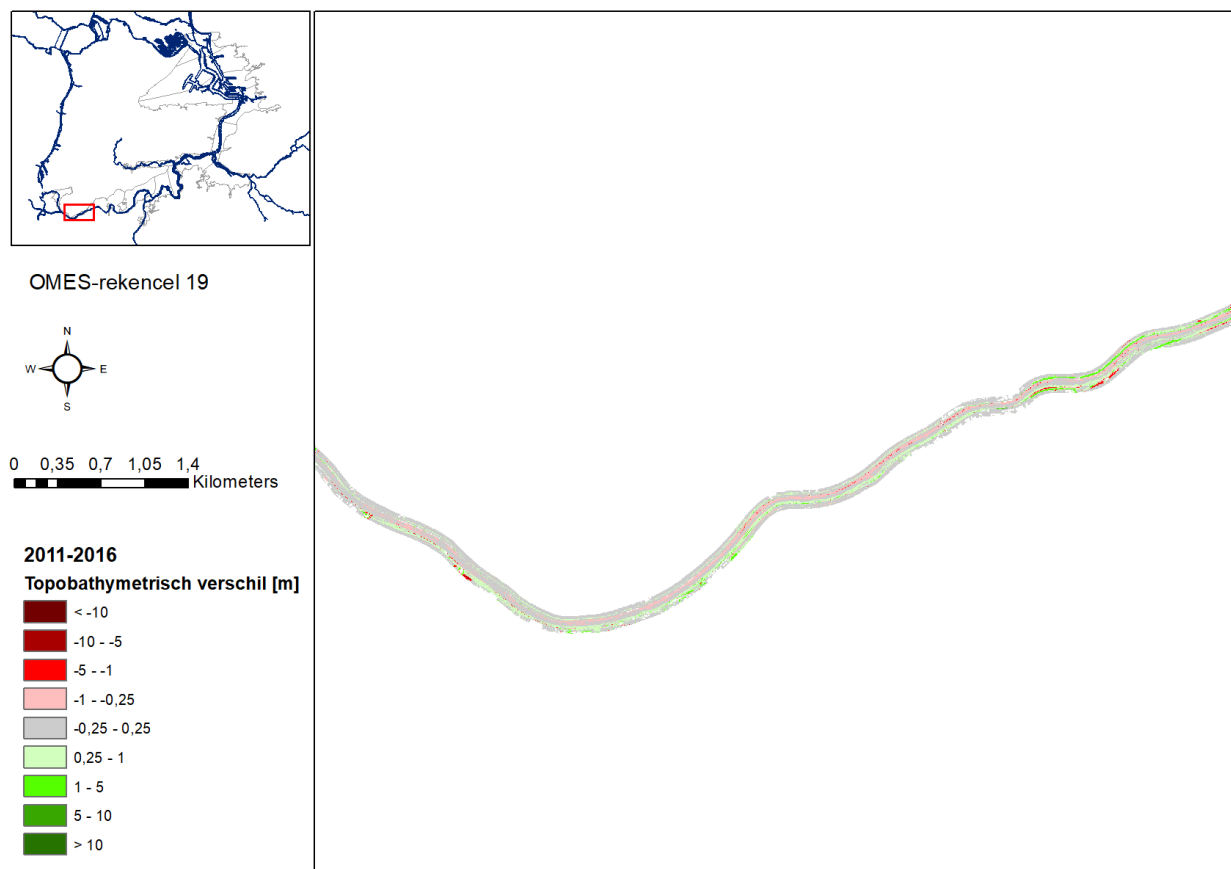 OMES-rekencel 19
N
W E
S
0 0,35 0,7 1,05 1,4
Kilometers
2011-2016
Topobathymetrisch verschil [m]
< -10
-10 - -5
-5 - -1
-1 - -0,25
-0,25 - 0,25
0,25 - 1
1 - 5
5 - 10
> 10